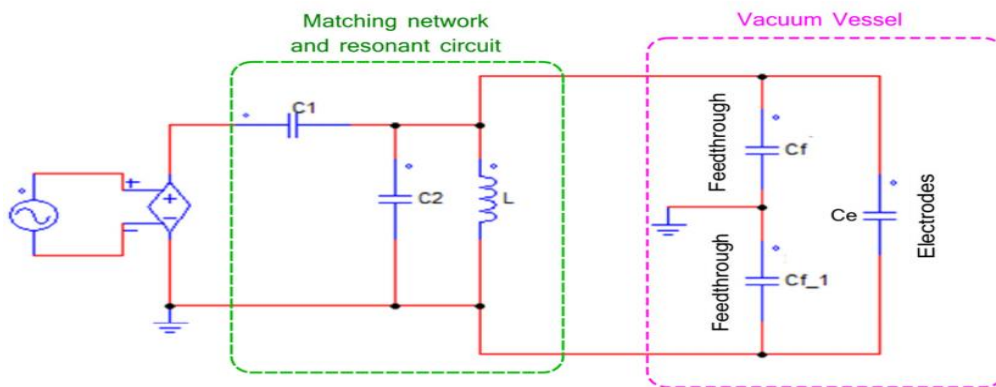 Matching network
and resonant circuit
Vacuum Vessel
C1
C2
L
Feedthrough
Cf
Ce
Electrodes
Feedthrough
Cf_1